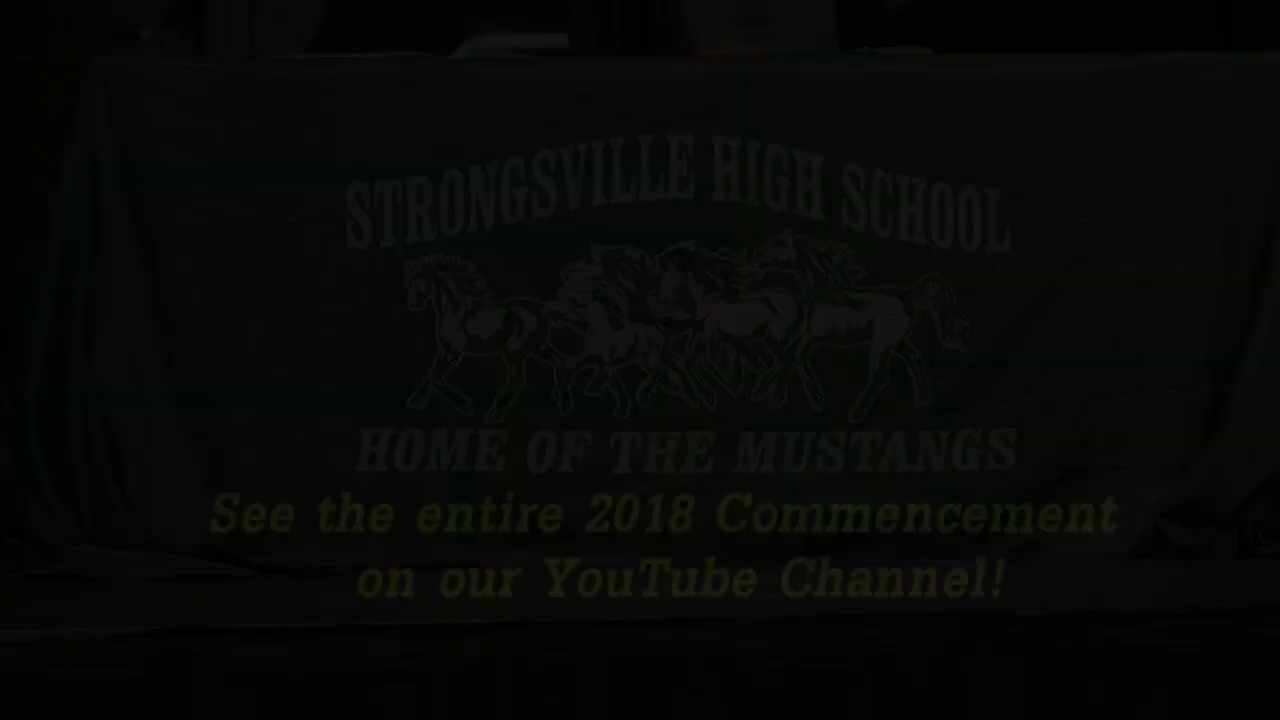 STRONGSVILLE HIGH SCHOOL
HOME OF THE MUSTANGS
See the entire 2018 Commencement
on our YouTube Channel!